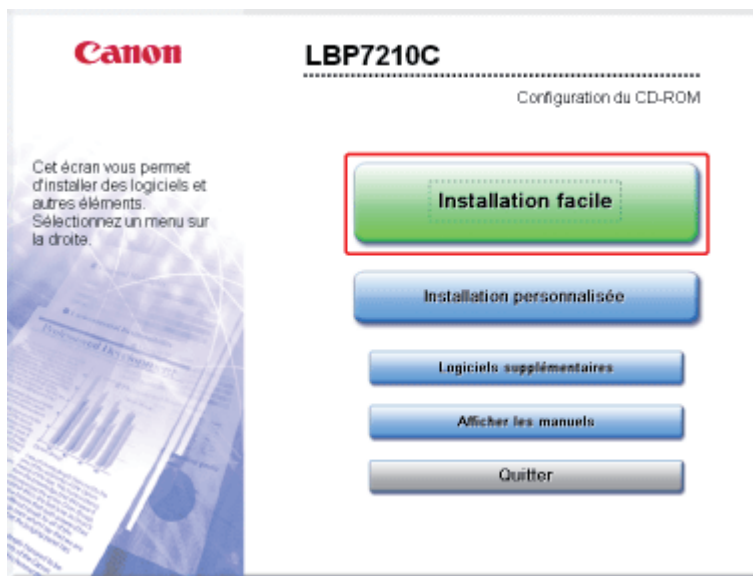 Canon
LBP7210C
Configuration du CD-ROM
Cet écran vous permet
d'installer des logiciels et
autres éléments.
Sélectionnez un menu sur
la droite.
Installation facile
Installation personnalisée
Logiciels supplémentaires
Afficher les manuels
Quitter